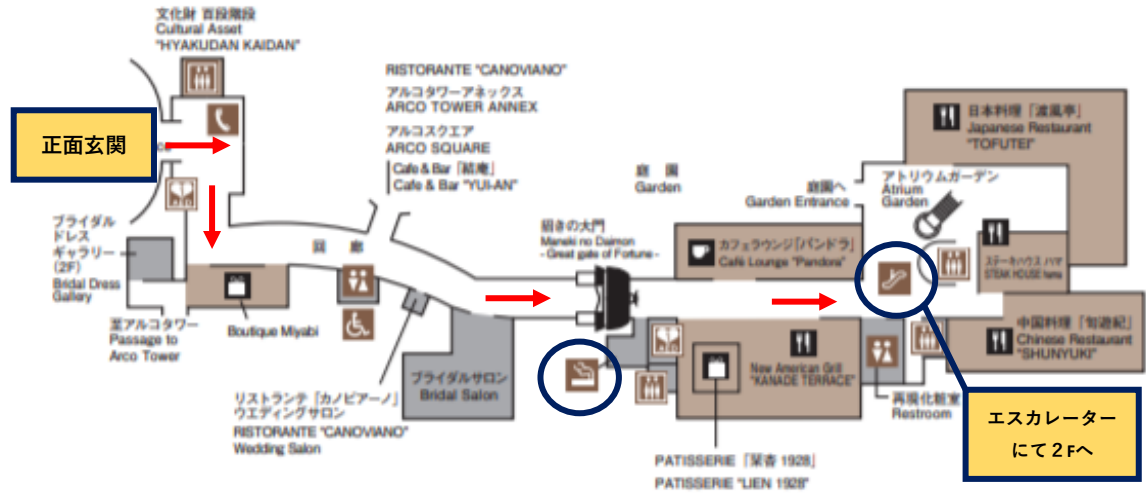 文化財 百段階段
Cultural Asset
"HYAKUDAN KAIDAN"
正面玄関
RISTORANTE "CANOVIANO"
アルコタワーアネックス
ARCO TOWER ANNEX
アルコスクエア
ARCO SQUARE
Cafe & Bar「結庵」
Cafe & Bar "YUI-AN"
庭園
Garden
庭園へ
Garden Entrance
アトリウムガーデン
Atrium
Garden
日本料理「渡風亭」
Japanese Restaurant
"TOFUTEI"
ブライダル
ドレス
ギャラリー
(2F)
Bridal Dress
Gallery
回廊
招きの大門
Maneki no Daimon
- Great gate of Fortune -
カフェラウンジ「パンドラ」
Café Lounge "Pandora"
ステーキハウス ハマ
STEAK HOUSE hama
至アルコタワー
Passage to
Arco Tower
Boutique Miyabi
中国料理「旬遊紀」
Chinese Restaurant
"SHUNYUKI"
ブライダルサロン
Bridal Salon
New American Grill
"KANADE TERRACE"
リストランテ「カノビアーノ」
ウエディングサロン
RISTORANTE "CANOVIANO"
Wedding Salon
再現化粧室
Restroom
エスカレーター
にて2Fへ
PATISSERIE「栞杏 1928」
PATISSERIE "LIEN 1928"